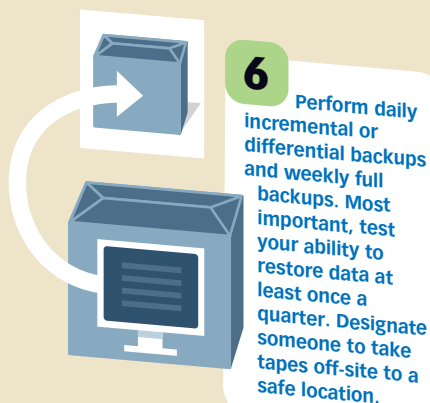 6
Perform daily
incremental or
differential backups
and weekly full
backups. Most
important, test
your ability to
restore data at
least once a
quarter. Designate
someone to take
tapes off-site to a
safe location.